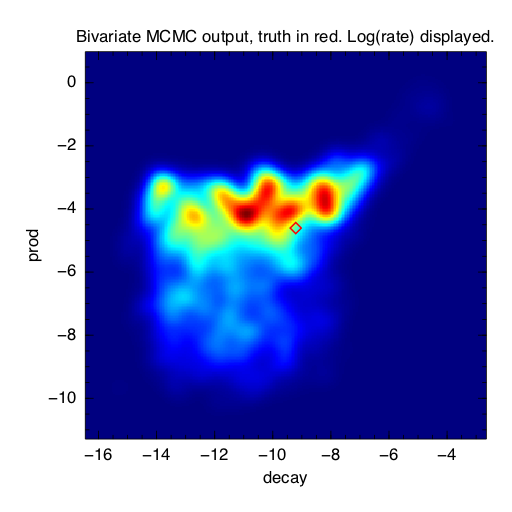 Bivariate MCMC output, truth in red. Log(rate) displayed.
0
−2
−4
−6
−8
−10
prod
−16 −14 −12 −10 −8 −6 −4
decay